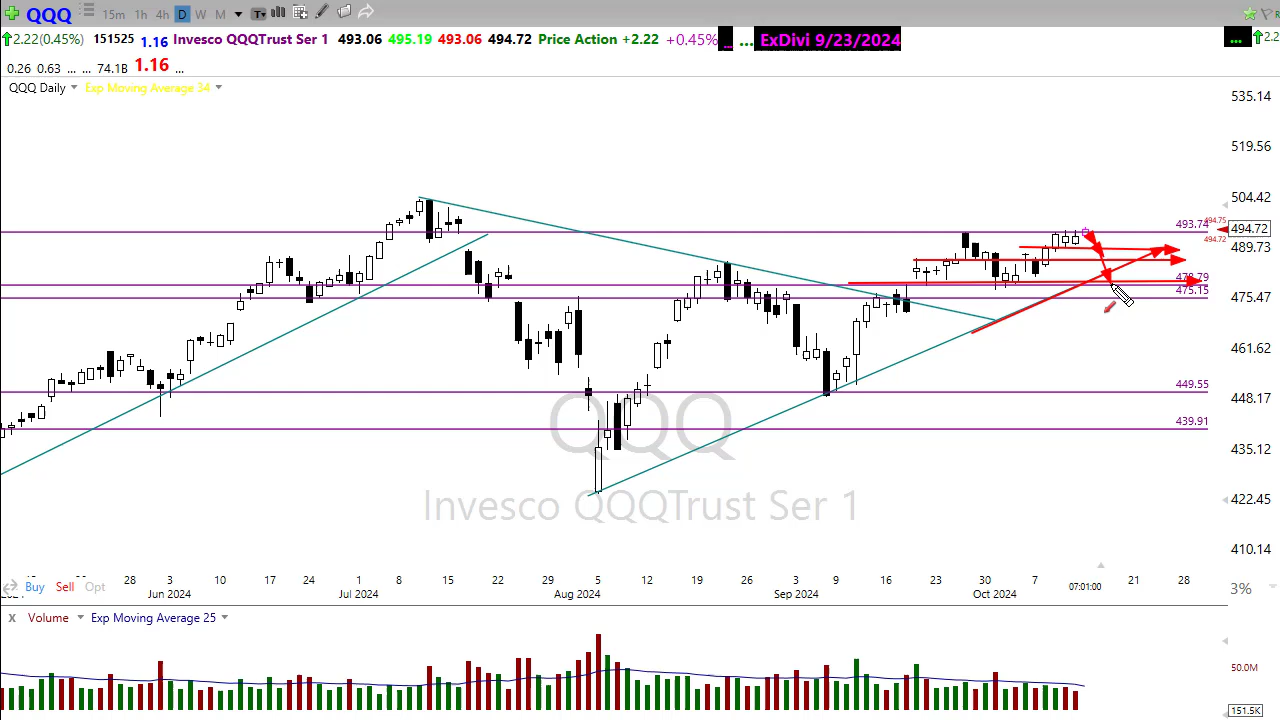 QQQ 15m 1h 4h D W M T
2.22(0.45%) 151525 1.16 Invesco QQQTrust Ser 1 493.06 495.19 493.06 494.72 Price Action +2.22 +0.45% ... ExDivi 9/23/2024 ... 2.2
0.26 0.63 ... ... 74.1B 1.16 ...
QQQ Daily Exp Moving Average 34
535.14
519.56
504.42
493.74 494.75
494.72
494.72
489.73
478.79
475.15
475.47
461.62
449.55
448.17
439.91
435.12
QQQ
Invesco QQQTrust Ser 1
422.45
410.14
28 3 10 17 24 1 8 15 22 29 5 12 19 26 3 9 16 23 30 7 07:01:00 21 28
Buy Sell Opt 3%
Jun 2024 Jul 2024 Aug 2024 Sep 2024 Oct 2024
X Volume Exp Moving Average 25
50.0M
151.5K